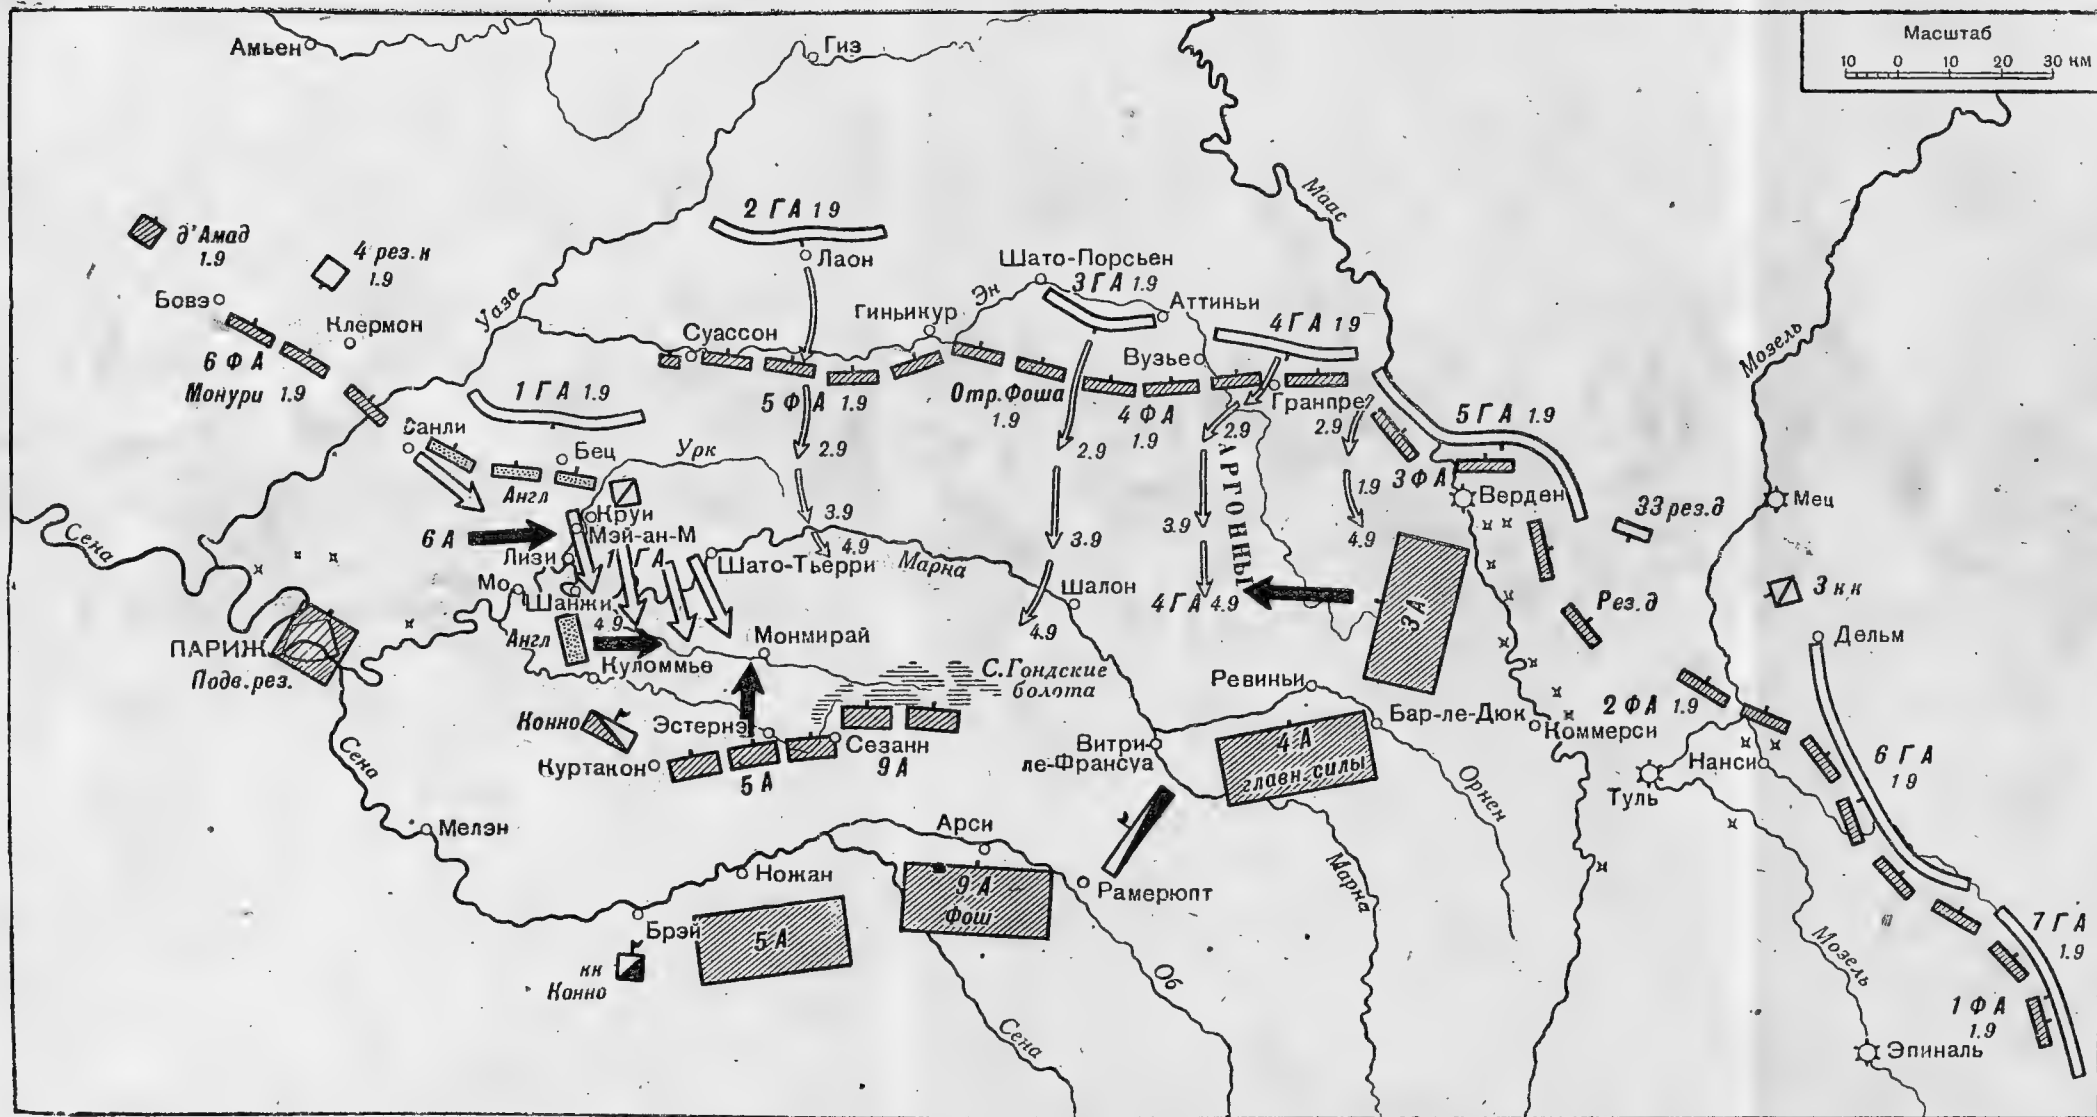 Масштаб
10 0 10 20 30 км
Амьен
Гиз
Маас
Мозель
д'Амад
1.9
4 рез.к
1.9
2 ГА 1 9
Лаон
Шато-Порсьен
3 ГА 1.9
Аттиньи
4 ГА 1 9
Бовэ
Клермон
Уаза
Суассон
Гиньикур
Эн
Вузье
Гранпре
6 ФА
Монури 1.9
1 ГА 1.9
5 ФА 1.9
Отр. Фоша
1.9
4 ФА
1.9
5 ГА 1.9
Санли
Бец
Урк
2.9
2.9
2.9
2.9
3 ФА
Англ
АРГОННЫ
1.9
Верден
33 рез.д
Мец
Сена
6 А
Круи
Мэй-ан-М
Лизи
1 ГА
3.9
4.9
Шато-Тьерри
Марна
3.9
3.9
4.9
Мо
Шанжи
4.9
Шалон
4 ГА 4.9
3 А
Рез.д
3 кк
Дельм
ПАРИЖ
Подв.рез.
Англ
Куломмье
Монмирай
4.9
С.Гондские
болота
Ревиньи
2 ФА 1.9
Конно
Эстернэ
Сезанн
Куртакон
5 А
9 А
Витри
ле-Франсуа
4 А
главн. силы
Бар-ле-Дюк
Коммерси
Нанси
Туль
6 ГА
1 9
Сена
Мелэн
Орнен
Арси
Ножан
9 А
Фош
Рамерюпт
Марна
Брэй
5 А
кк
Конно
Об
Сена
Мозель
7 ГА
1.9
1 ФА
1.9
Эпиналь